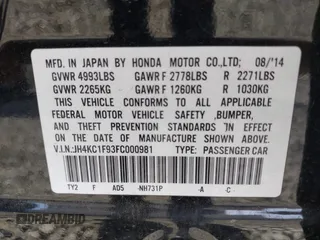 MFD. IN JAPAN BY HONDA MOTOR CO.,LTD; 08/'14
GVWR 4993LBS GAWR F 2778LBS R 2271LBS
GVWR 2265KG GAWR F 1260KG R 1030KG
THIS VEHICLE CONFORMS TO ALL APPLICABLE
FEDERAL MOTOR VEHICLE SAFETY ,BUMPER,
AND THEFT PREVENTION STANDARDS IN EFFECT
ON THE DATE OF MANUFACTURE SHOWN ABOVE.
V.I.N.:JH4KC1F93FC000981 TYPE: PASSENGER CAR
TY2 F AD5 -NH731P -A -C -
DREAMBID